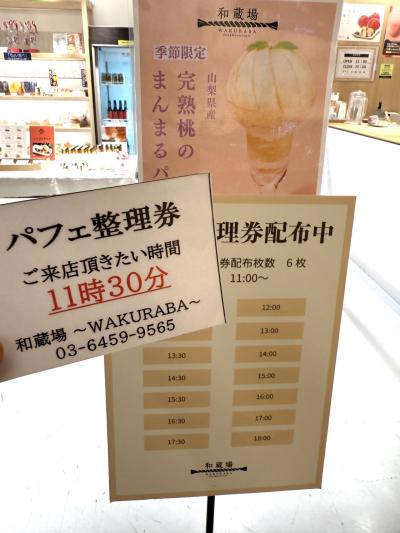 和蔵場
WAKURABA
季節限定
山梨県産
完熟桃の
まんまるパ
パフェ整理券
ご来店頂きたい時間
11時30分
和蔵場 ～WAKURABA～
03-6459-9565
理券配布中
券配布枚数 6枚
11:00～
12:00
13:00
13:30
14:00
14:30
15:00
15:30
16:00
16:30
17:00
17:30
18:00
和蔵場